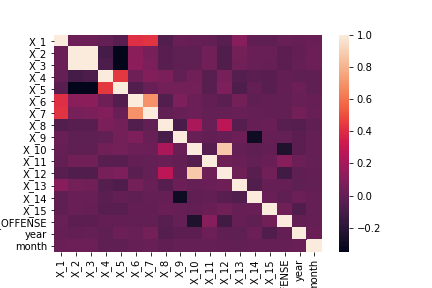 X_1
X_2
X_3
X_4
X_5
X_6
X_7
X_8
X_9
X_10
X_11
X_12
X_13
X_14
X_15
_OFFENSE
year
month
X_1 X_2 X_3 X_4 X_5 X_6 X_7 X_8 X_9 X_10 X_11 X_12 X_13 X_14 X_15 ENSE year month
1.0
0.8
0.6
0.4
0.2
0.0
−0.2